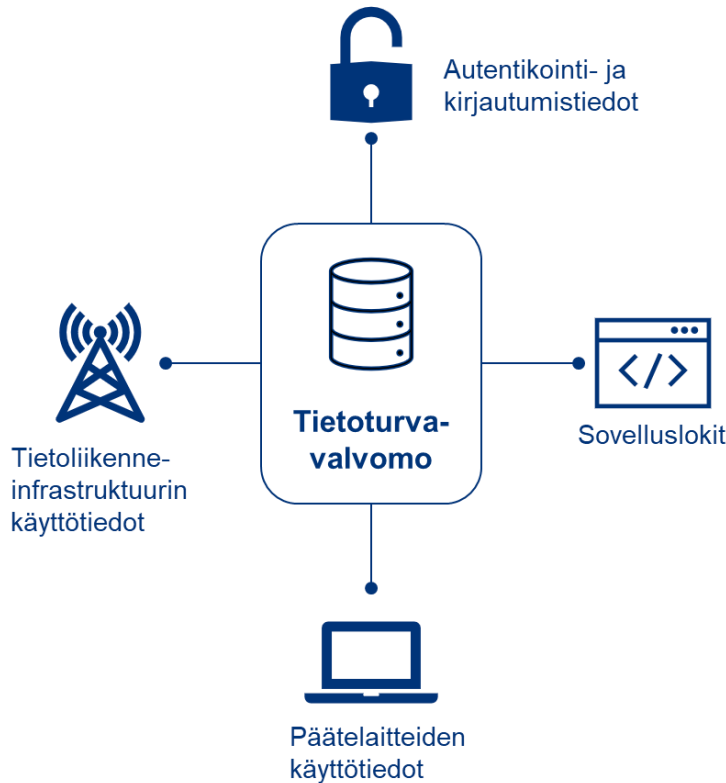 Autentikointi- ja
kirjautumistiedot
Tietoturva-
valvomo
Sovelluslokit
Tietoliikenne-
infrastruktuurin
käyttötiedot
Päätelaitteiden
käyttötiedot